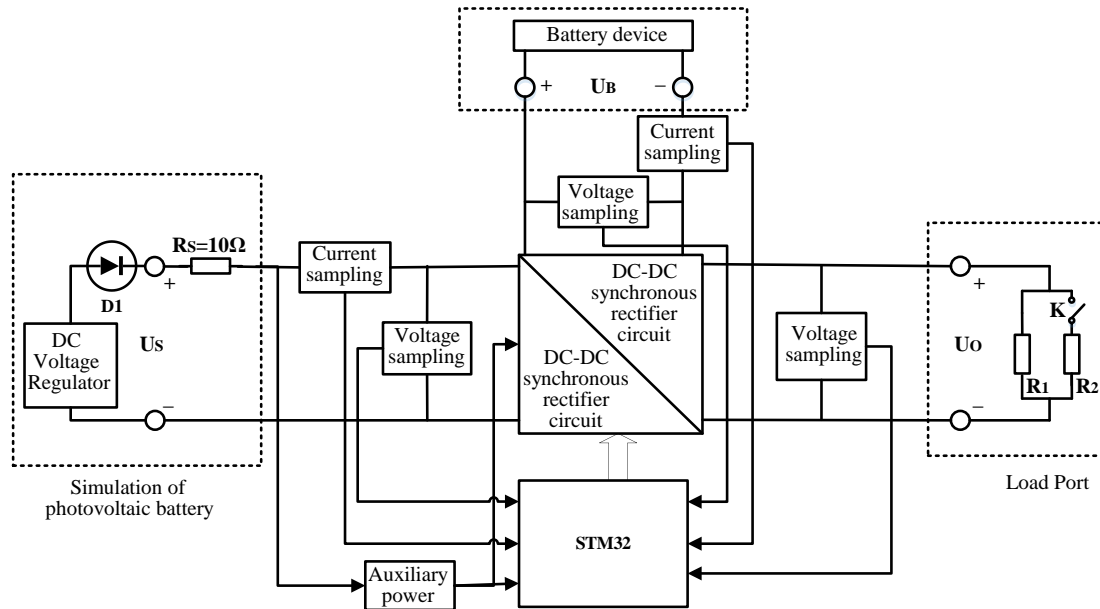 Battery device
+
UB
−
Current
sampling
Voltage
sampling
RS=10Ω
D1
+
Current
sampling
DC
Voltage
Regulator
US
Voltage
sampling
−
DC-DC
synchronous
rectifier
circuit
DC-DC
synchronous
rectifier
circuit
Voltage
sampling
+
UO
−
K
R1
R2
Simulation of
photovoltaic battery
Load Port
STM32
Auxiliary
power